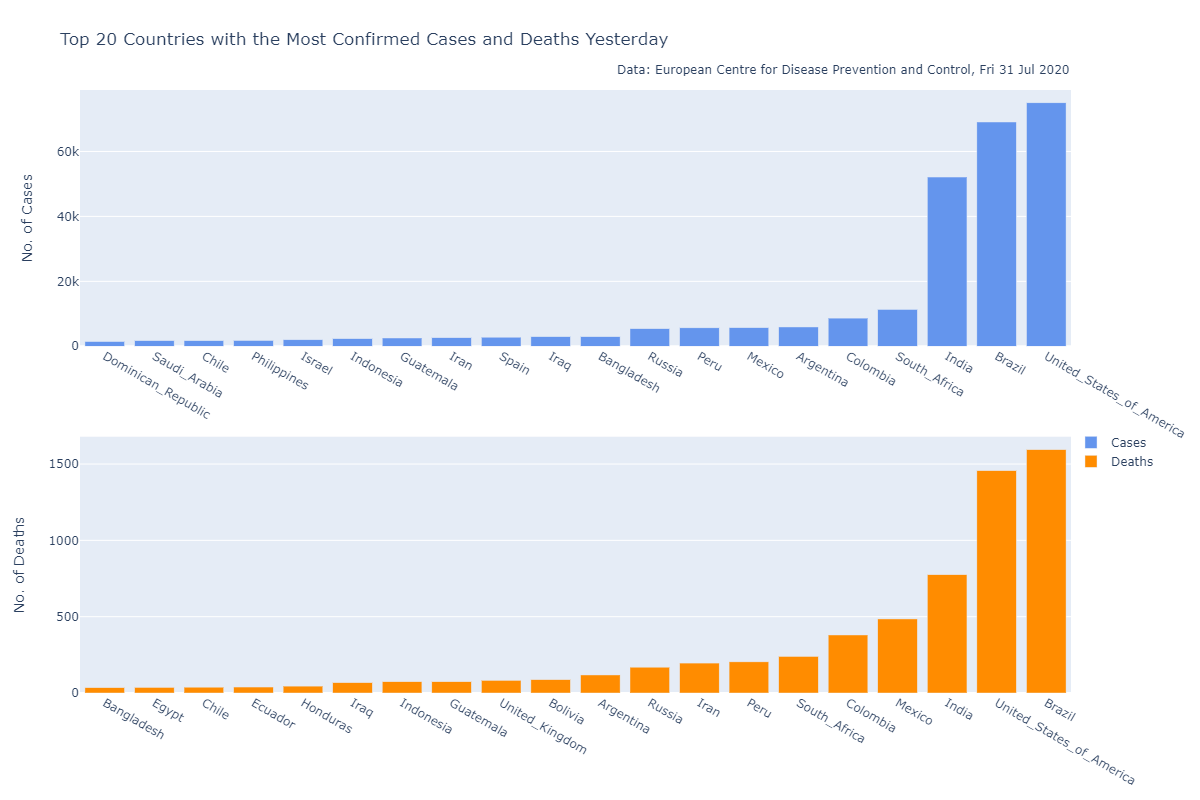 Top 20 Countries with the Most Confirmed Cases and Deaths Yesterday
Data: European Centre for Disease Prevention and Control, Fri 31 Jul 2020
No. of Cases
60k
40k
20k
0
Dominican_Republic
Saudi_Arabia
Chile
Philippines
Israel
Indonesia
Guatemala
Iran
Spain
Iraq
Bangladesh
Russia
Peru
Mexico
Argentina
Colombia
South_Africa
India
Brazil
United_States_of_America
Cases
Deaths
No. of Deaths
1500
1000
500
0
Bangladesh
Egypt
Chile
Ecuador
Honduras
Iraq
Indonesia
Guatemala
United_Kingdom
Bolivia
Argentina
Russia
Iran
Peru
South_Africa
Colombia
Mexico
India
United_States_of_America
Brazil